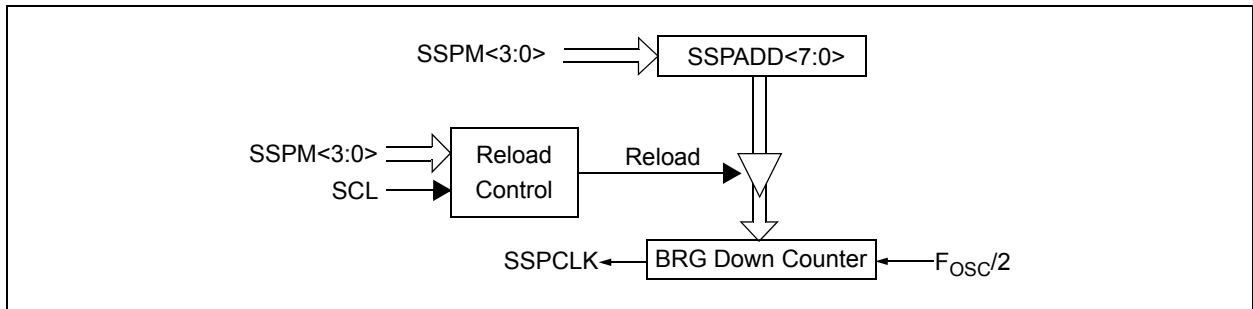 SSPM<3:0>
SSPADD<7:0>
SSPM<3:0>
SCL
Reload
Control
Reload
SSPCLK
BRG Down Counter
FOSC/2